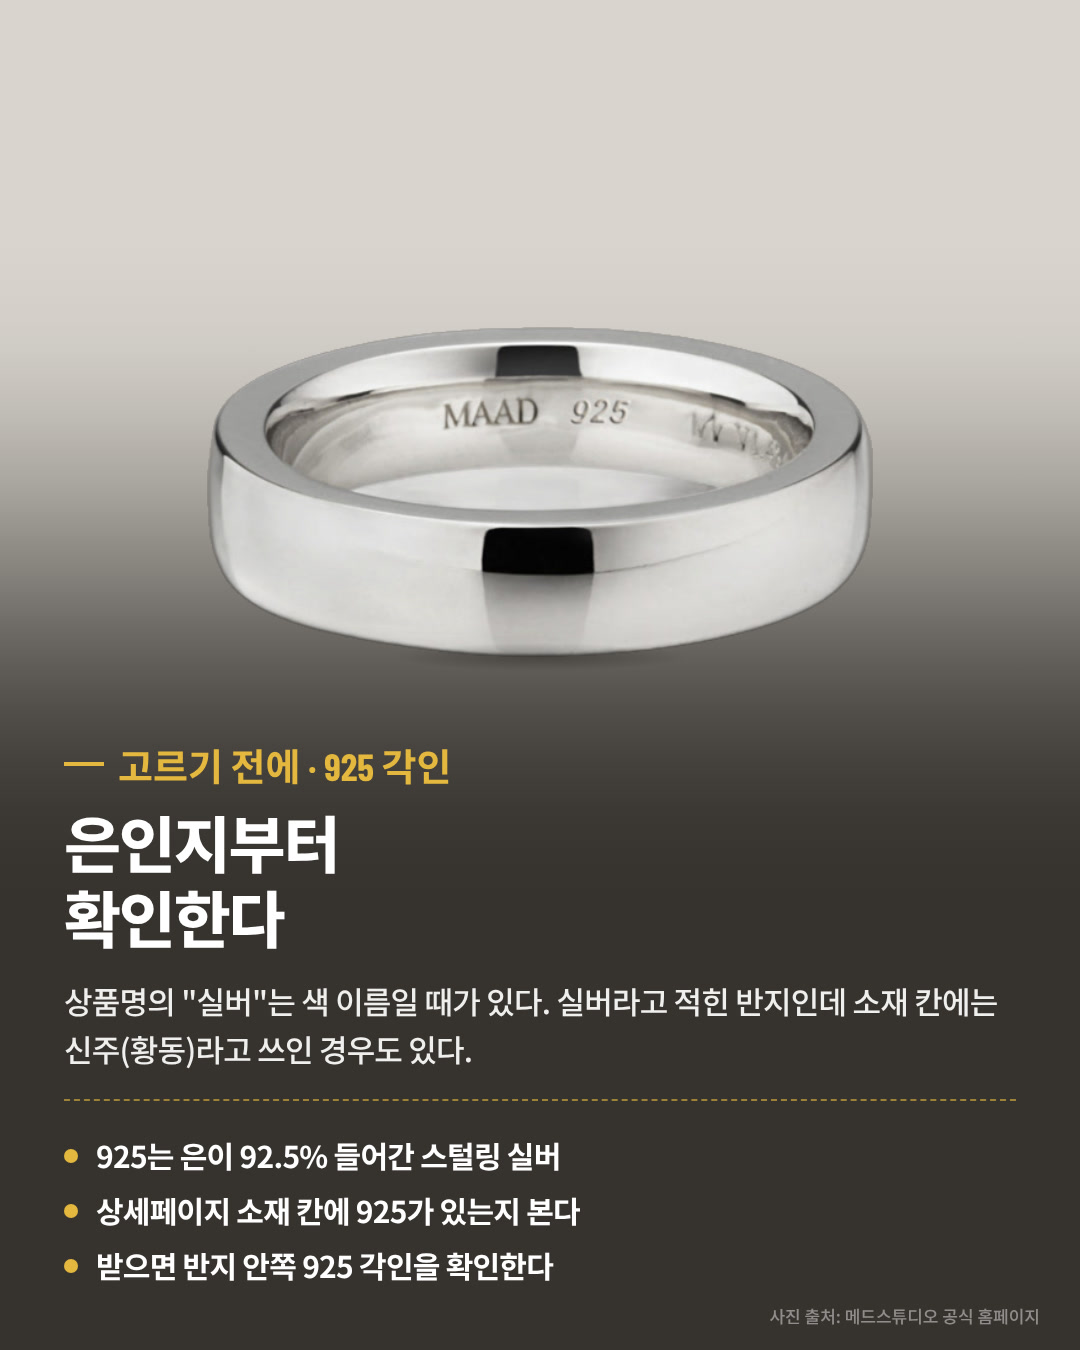 MAAD 925
고르기 전에 · 925 각인
은인지부터
확인한다
상품명의 "실버"는 색 이름일 때가 있다. 실버라고 적힌 반지인데 소재 칸에는
신주(황동)라고 쓰인 경우도 있다.
925는 은이 92.5% 들어간 스털링 실버
상세페이지 소재 칸에 925가 있는지 본다
받으면 반지 안쪽 925 각인을 확인한다
사진 출처: 메드스튜디오 공식 홈페이지